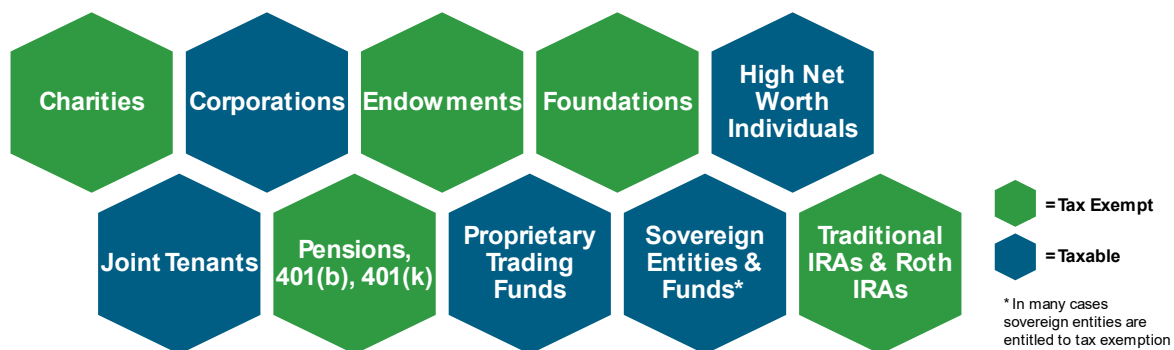 Charities
Corporations
Endowments
Foundations
High Net
Worth
Individuals
Joint Tenants
Pensions,
401(b), 401(k)
Proprietary
Trading
Funds
Sovereign
Entities &
Funds*
Traditional
IRAs & Roth
IRAs
=Tax Exempt
=Taxable
* In many cases
sovereign entities are
entitled to tax exemption